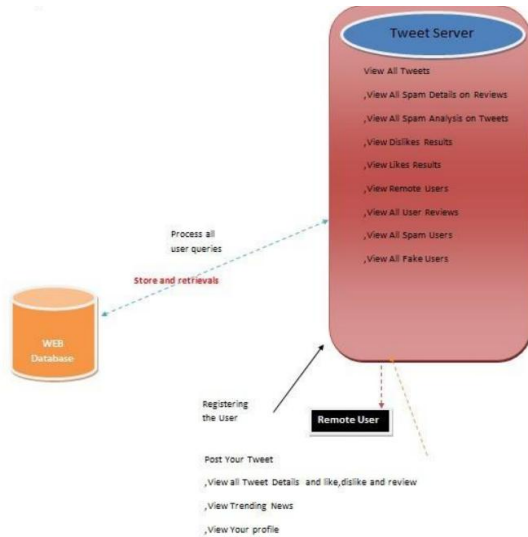 Tweet Server
View All Tweets
,View All Spam Details on Reviews
,View All Spam Analysis on Tweets
,View Dislikes Results
,View Likes Results
,View Remote Users
,View All User Reviews
,View All Spam Users
,View All Fake Users
Process all
user queries
Store and retrievals
WEB
Database
Registering
the User
Remote User
Post Your Tweet
,View all Tweet Details and like,dislike and review
,View Trending News
,View Your profile